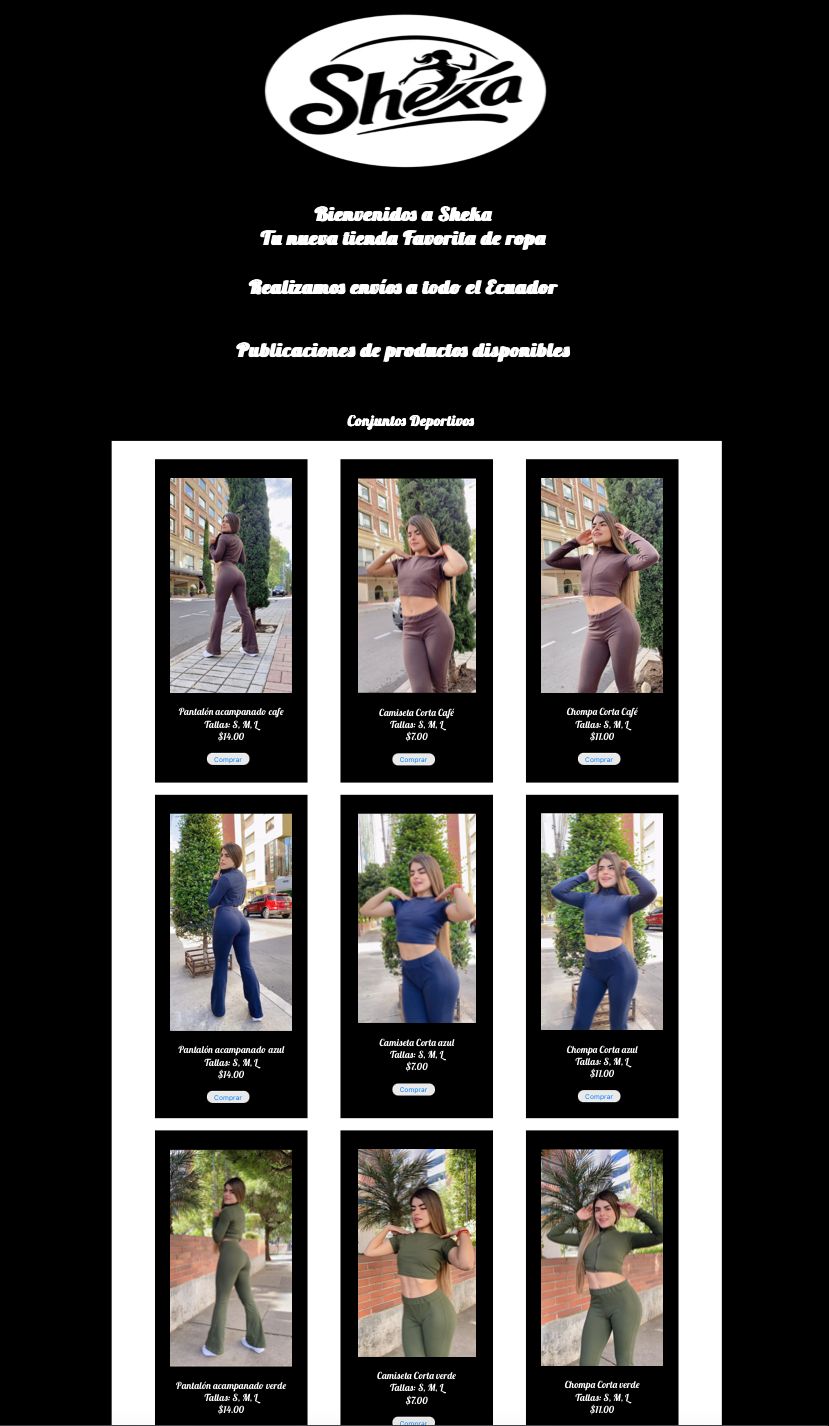 Sheka
Bienvenidos a Sheka
Tu nueva tienda Favorita de ropa
Realizamos envíos a todo el Ecuador
Publicaciones de productos disponibles
Conjuntos Deportivos
Pantalón acampanado cafe
Tallas: S, M, L
$14.00
Comprar
Camiseta Corta Café
Tallas: S, M, L
$7.00
Comprar
Chompa Corta Café
Tallas: S, M, L
$11.00
Comprar
Pantalón acampanado azul
Tallas: S, M, L
$14.00
Comprar
Camiseta Corta azul
Tallas: S, M, L
$7.00
Comprar
Chompa Corta azul
Tallas: S, M, L
$11.00
Comprar
Pantalón acampanado verde
Tallas: S, M, L
$14.00
Camiseta Corta verde
Tallas: S, M, L
$7.00
Comprar
Chompa Corta verde
Tallas: S, M, L
$11.00